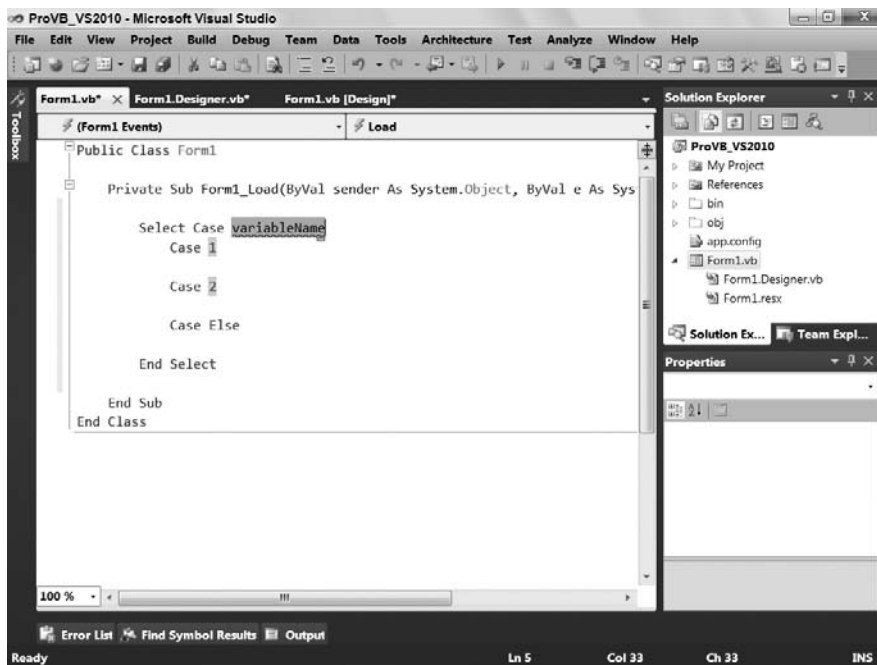 ProVB_VS2010 - Microsoft Visual Studio
File Edit View Project Build Debug Team Data Tools Architecture Test Analyze Window Help
Toolbox
Form1.vb* Form1.Designer.vb* Form1.vb [Design]*
(Form1 Events) Load
Public Class Form1
Private Sub Form1_Load(ByVal sender As System.Object, ByVal e As Sys
Select Case variableName
Case 1
Case 2
Case Else
End Select
End Sub
End Class
100 %
Solution Explorer
ProVB_VS2010
My Project
References
bin
obj
app.config
Form1.vb
Form1.Designer.vb
Form1.resx
Solution Ex... Team Expl...
Properties
Error List Find Symbol Results Output
Ready Ln 5 Col 33 Ch 33 INS